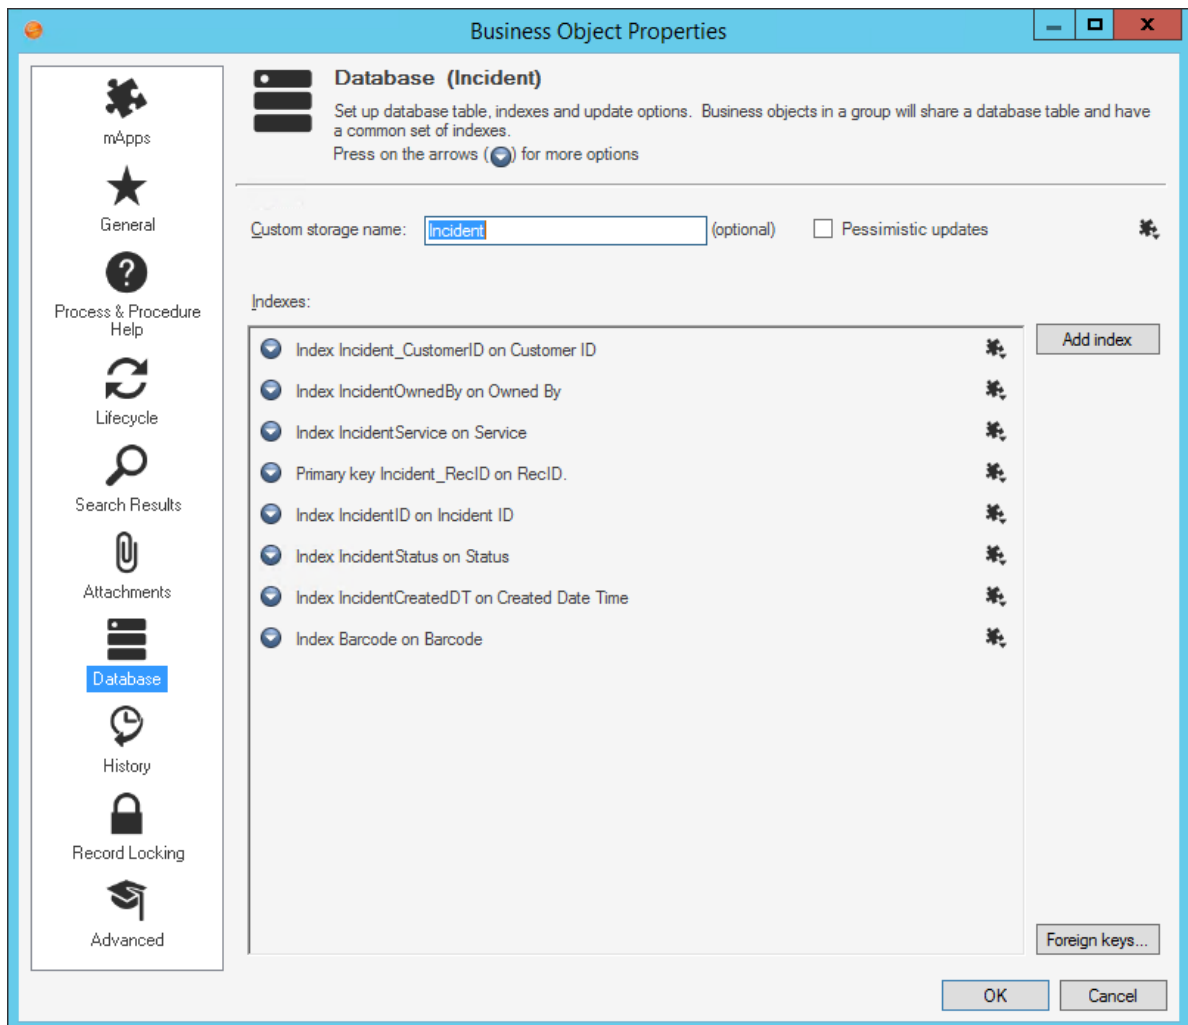 Business Object Properties
X
mApps
General
Process & Procedure
Help
Lifecycle
Search Results
Attachments
Database
History
Record Locking
Advanced
Database (Incident)
Set up database table, indexes and update options. Business objects in a group will share a database table and have
a common set of indexes.
Press on the arrows ( ) for more options
Custom storage name: Incident (optional) Pessimistic updates
Indexes:
Index Incident_CustomerID on Customer ID
Index IncidentOwnedBy on Owned By
Index IncidentService on Service
Primary key Incident_RecID on RecID.
Index IncidentID on Incident ID
Index IncidentStatus on Status
Index IncidentCreatedDT on Created Date Time
Index Barcode on Barcode
Add index
Foreign keys...
OK Cancel